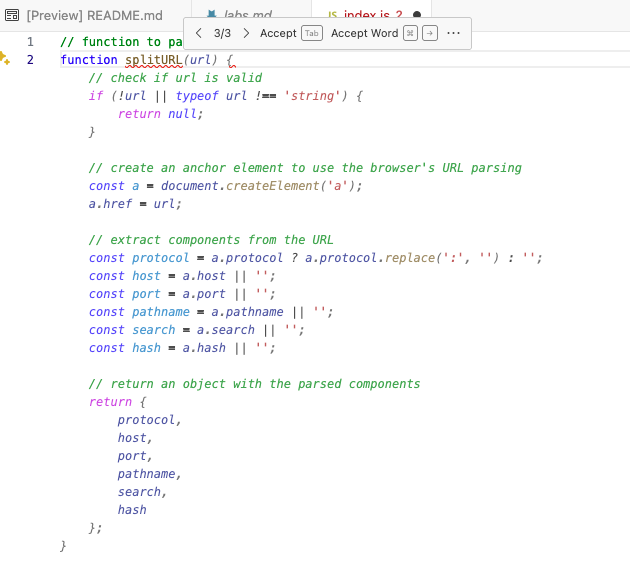 [Preview] README.md labs.md JS index.js 2
3/3 Accept Tab Accept Word ⌘ → ...
1 // function to pa
2 function splitURL(url) {
// check if url is valid
if (!url || typeof url !== 'string') {
return null;
}
// create an anchor element to use the browser's URL parsing
const a = document.createElement('a');
a.href = url;
// extract components from the URL
const protocol = a.protocol ? a.protocol.replace(':', '') : '';
const host = a.host || '';
const port = a.port || '';
const pathname = a.pathname || '';
const search = a.search || '';
const hash = a.hash || '';
// return an object with the parsed components
return {
protocol,
host,
port,
pathname,
search,
hash
};
}